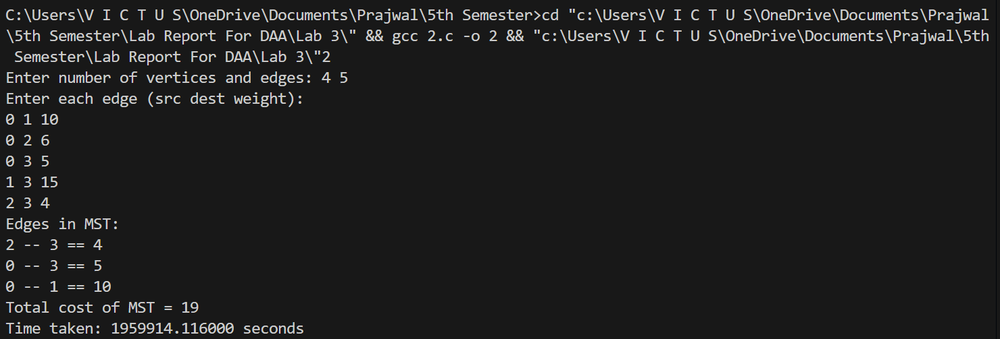 C:\Users\V I C T U S\OneDrive\Documents\Prajwal\5th Semester>cd "c:\Users\V I C T U S\OneDrive\Documents\Prajwal
\5th Semester\Lab Report For DAA\Lab 3\" && gcc 2.c -o 2 && "c:\Users\V I C T U S\OneDrive\Documents\Prajwal\5th
 Semester\Lab Report For DAA\Lab 3\"2
Enter number of vertices and edges: 4 5
Enter each edge (src dest weight):
0 1 10
0 2 6
0 3 5
1 3 15
2 3 4
Edges in MST:
2 -- 3 == 4
0 -- 3 == 5
0 -- 1 == 10
Total cost of MST = 19
Time taken: 1959914.116000 seconds